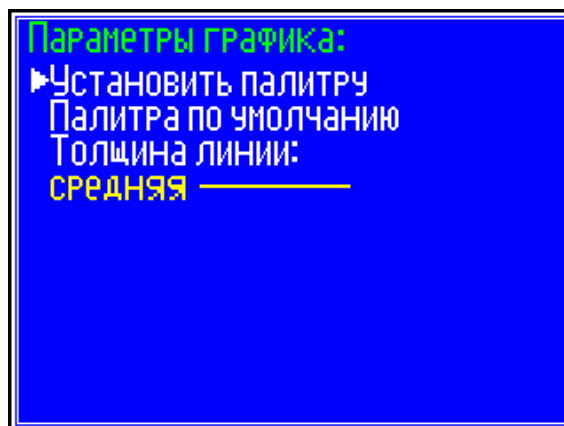 Параметры графика:
Установить палитру
Палитра по умолчанию
Толщина линии:
средняя